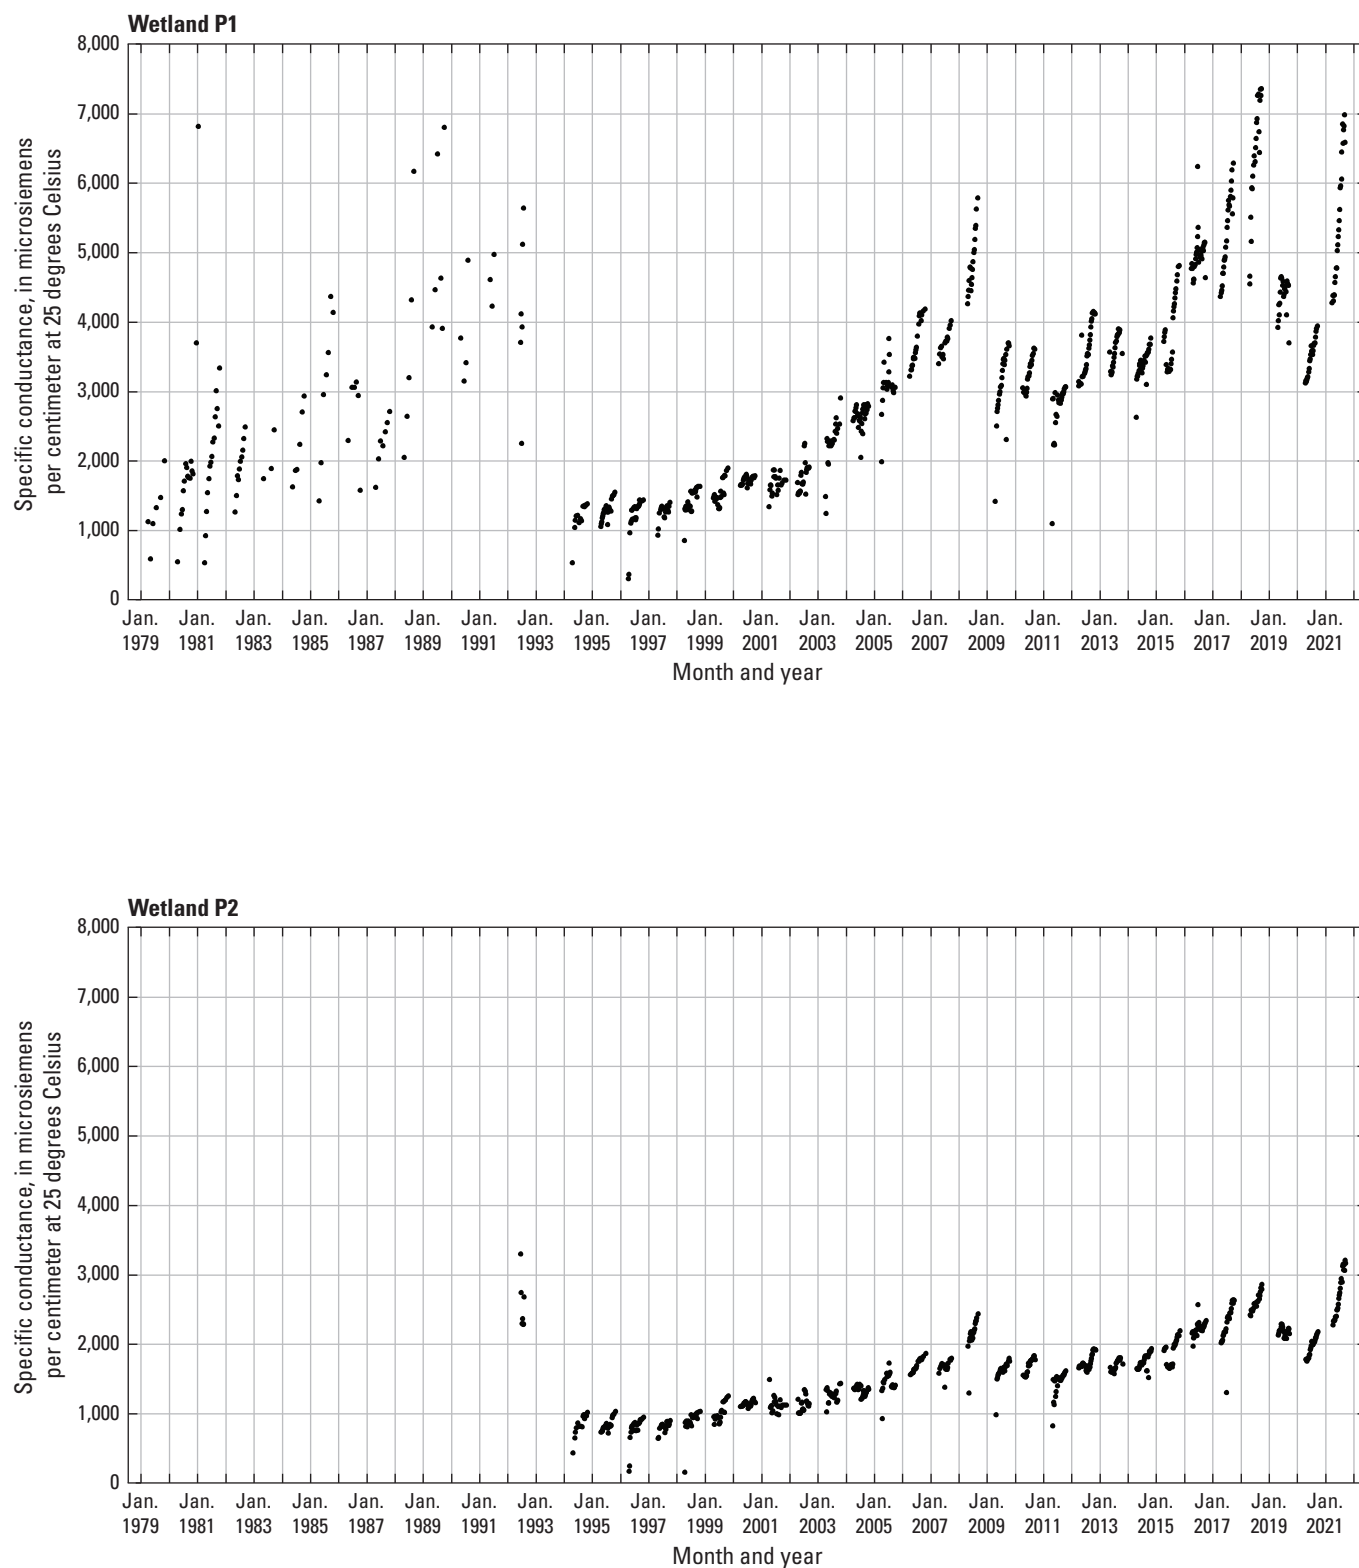 Wetland P1
8,000
7,000
6,000
5,000
4,000
3,000
2,000
1,000
0
Specific conductance, in microsiemens
per centimeter at 25 degrees Celsius
Jan. Jan. Jan. Jan. Jan. Jan. Jan. Jan. Jan. Jan. Jan. Jan. Jan. Jan. Jan. Jan. Jan. Jan. Jan. Jan. Jan. Jan.
1979 1981 1983 1985 1987 1989 1991 1993 1995 1997 1999 2001 2003 2005 2007 2009 2011 2013 2015 2017 2019 2021
Month and year
Wetland P2
8,000
7,000
6,000
5,000
4,000
3,000
2,000
1,000
0
Specific conductance, in microsiemens
per centimeter at 25 degrees Celsius
Jan. Jan. Jan. Jan. Jan. Jan. Jan. Jan. Jan. Jan. Jan. Jan. Jan. Jan. Jan. Jan. Jan. Jan. Jan. Jan. Jan. Jan.
1979 1981 1983 1985 1987 1989 1991 1993 1995 1997 1999 2001 2003 2005 2007 2009 2011 2013 2015 2017 2019 2021
Month and year